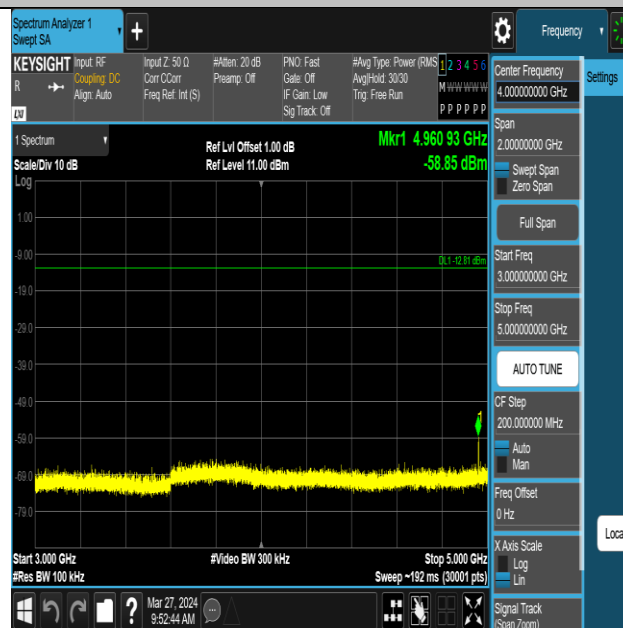 Spectrum Analyzer 1
Swept SA
+
Frequency
KEYSIGHT
R
LXI
Input: RF
Coupling: DC
Align: Auto
Input Z: 50 Ω
Corr CCorr
Freq Ref: Int (S)
#Atten: 20 dB
Preamp: Off
PNO: Fast
Gate: Off
IF Gain: Low
Sig Track: Off
#Avg Type: Power (RMS
Avg|Hold: 30/30
Trig: Free Run
1 2 3 4 5 6
M W W W W W
P P P P P P
1 Spectrum
Scale/Div 10 dB
Log
Ref Lvl Offset 1.00 dB
Ref Level 11.00 dBm
Mkr1 4.960 93 GHz
-58.85 dBm
1.00
-9.00
DL1 -12.81 dBm
-19.0
-29.0
-39.0
-49.0
-59.0
-69.0
-79.0
1
Start 3.000 GHz
#Res BW 100 kHz
#Video BW 300 kHz
Stop 5.000 GHz
Sweep ~192 ms (30001 pts)
Mar 27, 2024
9:52:44 AM
?
Center Frequency
4.000000000 GHz
Span
2.00000000 GHz
Swept Span
Zero Span
Full Span
Start Freq
3.000000000 GHz
Stop Freq
5.000000000 GHz
AUTO TUNE
CF Step
200.000000 MHz
Auto
Man
Freq Offset
0 Hz
X Axis Scale
Log
Lin
Signal Track
(Span Zoom)
Settings
Loca